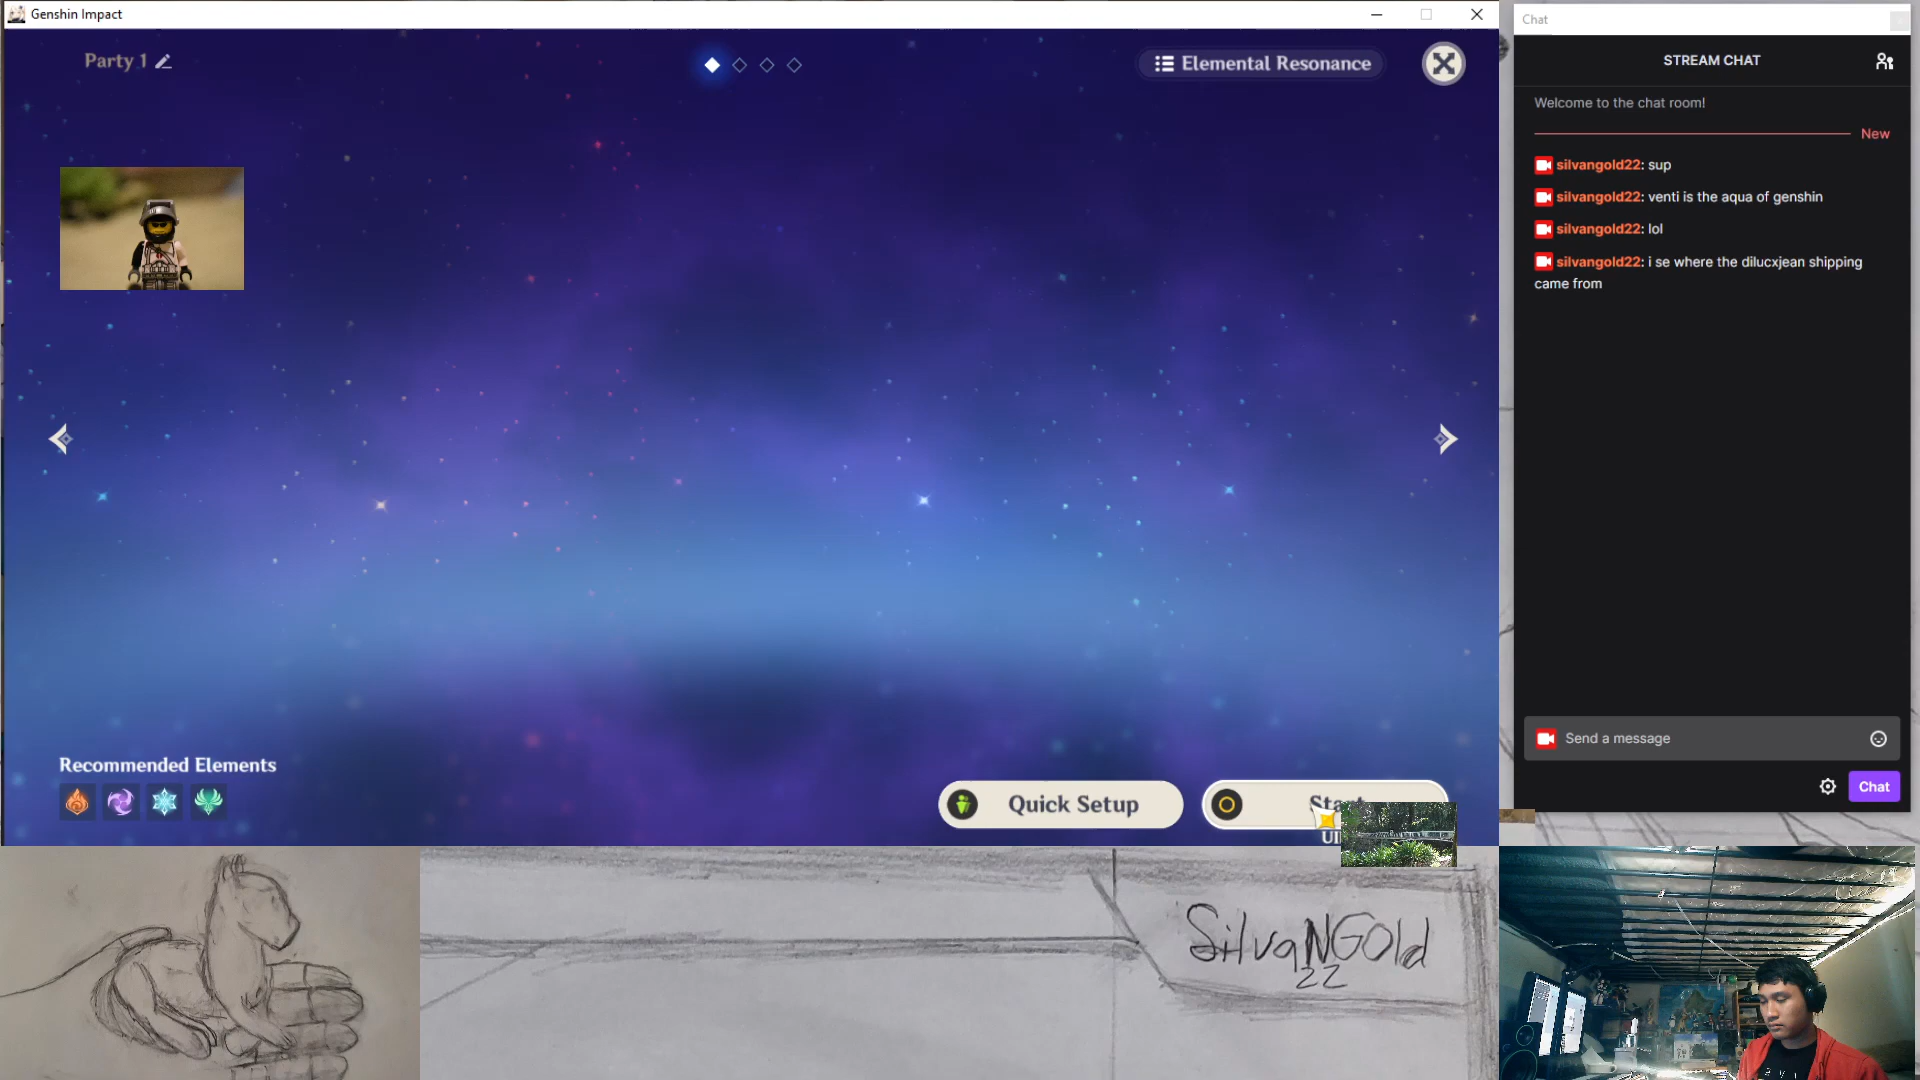 Genshin Impact
Party 1
Elemental Resonance
Recommended Elements
Quick Setup
Start
Chat
STREAM CHAT
Welcome to the chat room!
New
silvangold22: sup
silvangold22: venti is the aqua of genshin
silvangold22: lol
silvangold22: i se where the dilucxjean shipping
came from
Send a message
Chat
SilvaNGOld
22